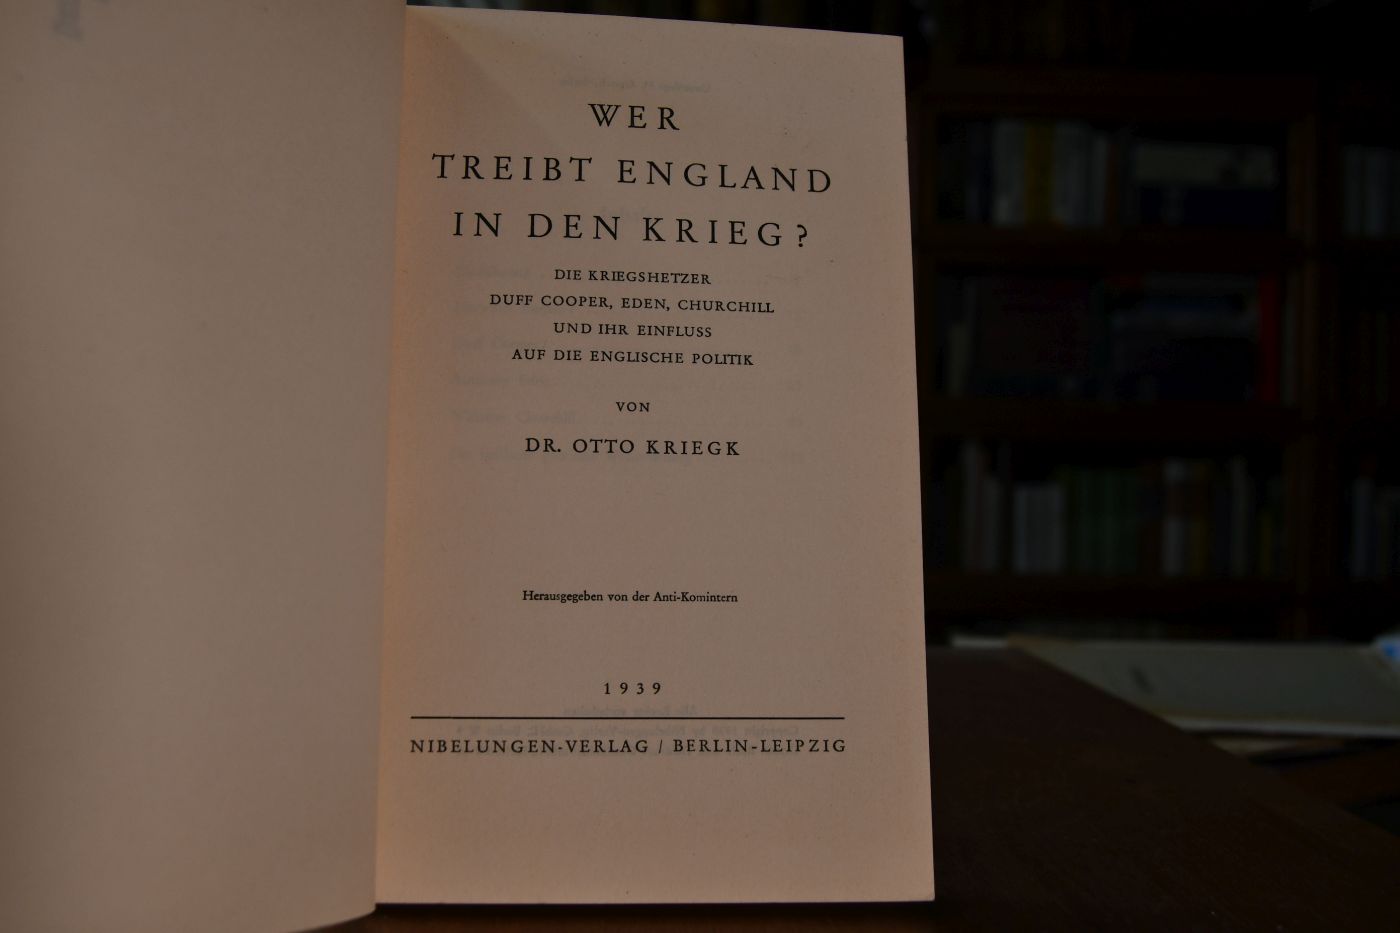 WER
TREIBT ENGLAND
IN DEN KRIEG?
DIE KRIEGSHETZER
DUFF COOPER, EDEN, CHURCHILL
UND IHR EINFLUSS
AUF DIE ENGLISCHE POLITIK
VON
DR. OTTO KRIEGK
Herausgegeben von der Anti-Komintern
1939
NIBELUNGEN-VERLAG / BERLIN-LEIPZIG